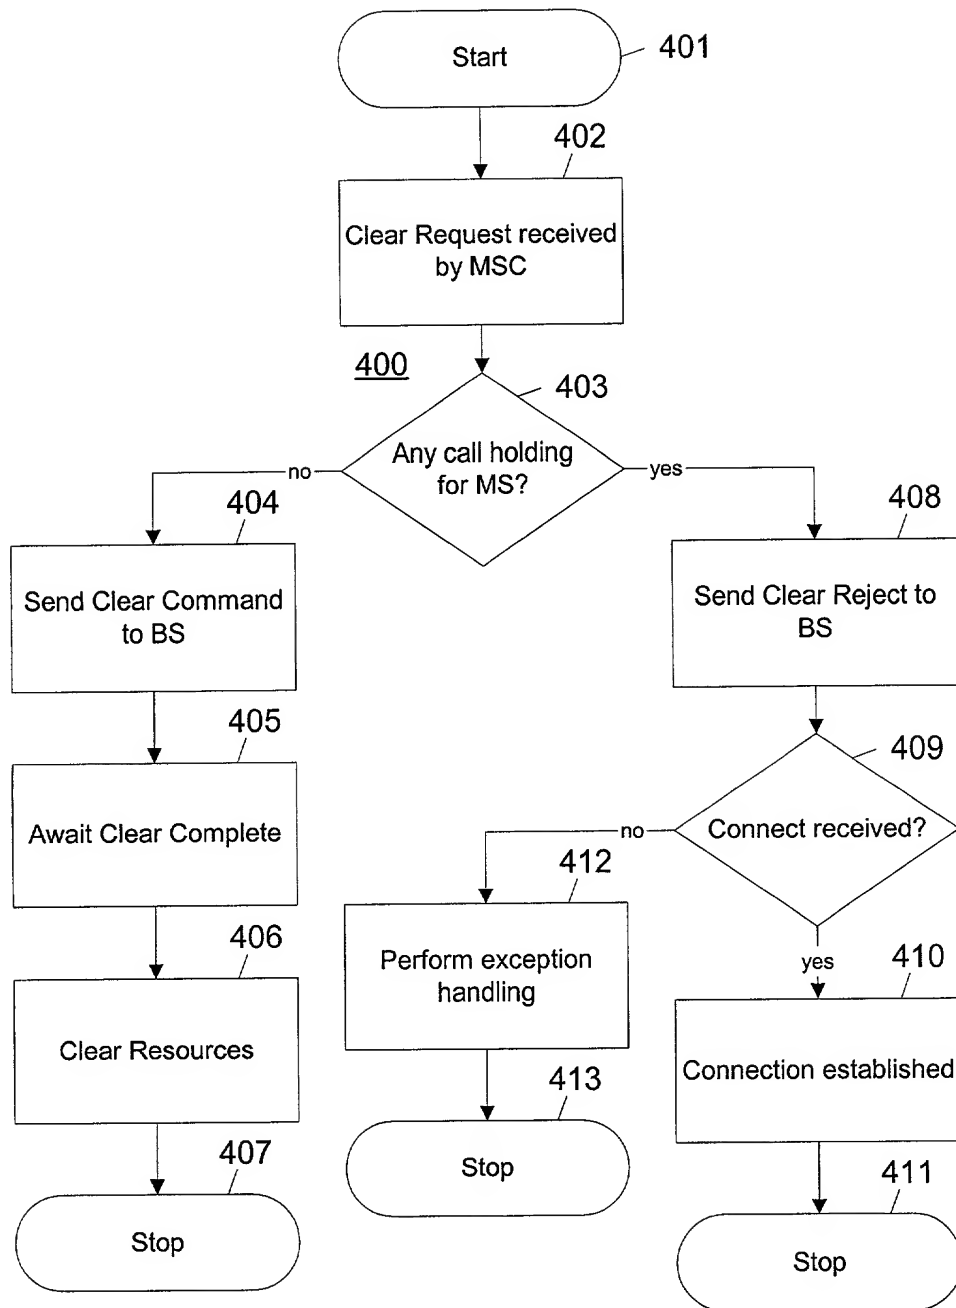 Start
401
402
Clear Request received
by MSC
400
403
Any call holding
for MS?
no
yes
404
Send Clear Command
to BS
408
Send Clear Reject to
BS
405
Await Clear Complete
409
Connect received?
no
yes
412
Perform exception
handling
406
Clear Resources
410
Connection established
413
Stop
407
Stop
411
Stop